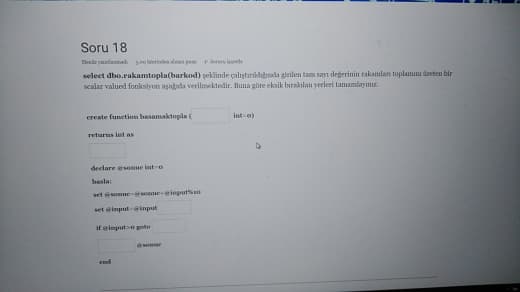 Soru 18
Henüz yanıtlanmadı 5,00 üzerinden işaretlenmiş
select dbo.rakamtopla(barkod) şeklinde çalıştırıldığında girilen tam sayı değerinin rakamları toplamını üreten bir
scalar valued fonksiyon aşağıda verilmektedir. Buna göre eksik bırakılan yerleri tamamlayınız.
create function basamaktopla ( int=0)
returns int as
declare @sonuc int=0
basla:
set @sonuc=@sonuc+@input%10
set @input=@input
if @input>0 goto
@sonuc
end